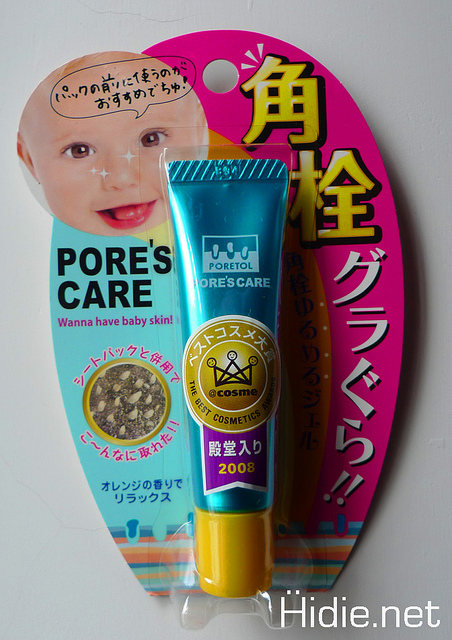 パックの前に使うのが
おすすめでちゅ!
角栓
グラぐら!!
角栓ゆるめるジェル
PORE'S
CARE
Wanna have baby skin!
シートパックと併用で
こ〜んなに取れた!!
オレンジの香りで
リラックス
PORETOL
ORE'S CARE
ベストコスメ大賞
@cosme
THE BEST COSMETICS
殿堂入り
2008
Hidie.net